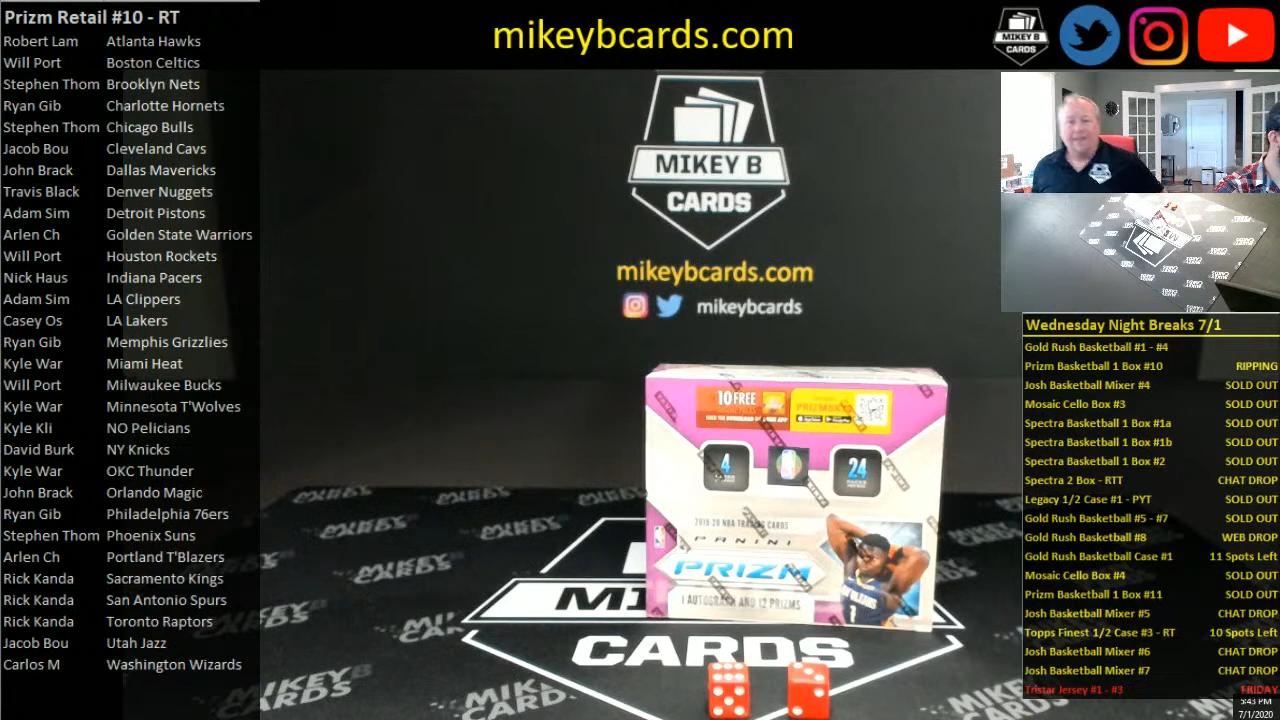 Prizm Retail #10 - RT
Robert Lam Atlanta Hawks
Will Port Boston Celtics
Stephen Thom Brooklyn Nets
Ryan Gib Charlotte Hornets
Stephen Thom Chicago Bulls
Jacob Bou Cleveland Cavs
John Brack Dallas Mavericks
Travis Black Denver Nuggets
Adam Sim Detroit Pistons
Arlen Ch Golden State Warriors
Will Port Houston Rockets
Nick Haus Indiana Pacers
Adam Sim LA Clippers
Casey Os LA Lakers
Ryan Gib Memphis Grizzlies
Kyle War Miami Heat
Will Port Milwaukee Bucks
Kyle War Minnesota T'Wolves
Kyle Kli NO Pelicians
David Burk NY Knicks
Kyle War OKC Thunder
John Brack Orlando Magic
Ryan Gib Philadelphia 76ers
Stephen Thom Phoenix Suns
Arlen Ch Portland T'Blazers
Rick Kanda Sacramento Kings
Rick Kanda San Antonio Spurs
Rick Kanda Toronto Raptors
Jacob Bou Utah Jazz
Carlos M Washington Wizards
mikeybcards.com
MIKEY B
CARDS
MIKEY B
CARDS
mikeybcards.com
mikeybcards
10 FREE
4
24
PACKS
2019-20 NBA TRADING CARDS
PANINI
PRIZM
1 AUTOGRAPH AND 12 PRIZMS
CARDS
Wednesday Night Breaks 7/1
Gold Rush Basketball #1 - #4
Prizm Basketball 1 Box #10 RIPPING
Josh Basketball Mixer #4 SOLD OUT
Mosaic Cello Box #3 SOLD OUT
Spectra Basketball 1 Box #1a SOLD OUT
Spectra Basketball 1 Box #1b SOLD OUT
Spectra Basketball 1 Box #2 SOLD OUT
Spectra 2 Box - RTT CHAT DROP
Legacy 1/2 Case #1 - PYT SOLD OUT
Gold Rush Basketball #5 - #7 SOLD OUT
Gold Rush Basketball #8 WEB DROP
Gold Rush Basketball Case #1 11 Spots Left
Mosaic Cello Box #4 SOLD OUT
Prizm Basketball 1 Box #11 SOLD OUT
Josh Basketball Mixer #5 CHAT DROP
Topps Finest 1/2 Case #3 - RT 10 Spots Left
Josh Basketball Mixer #6 CHAT DROP
Josh Basketball Mixer #7 CHAT DROP
Tristar Jersey #1 - #3 FRIDAY
5:43 PM
7/1/2020